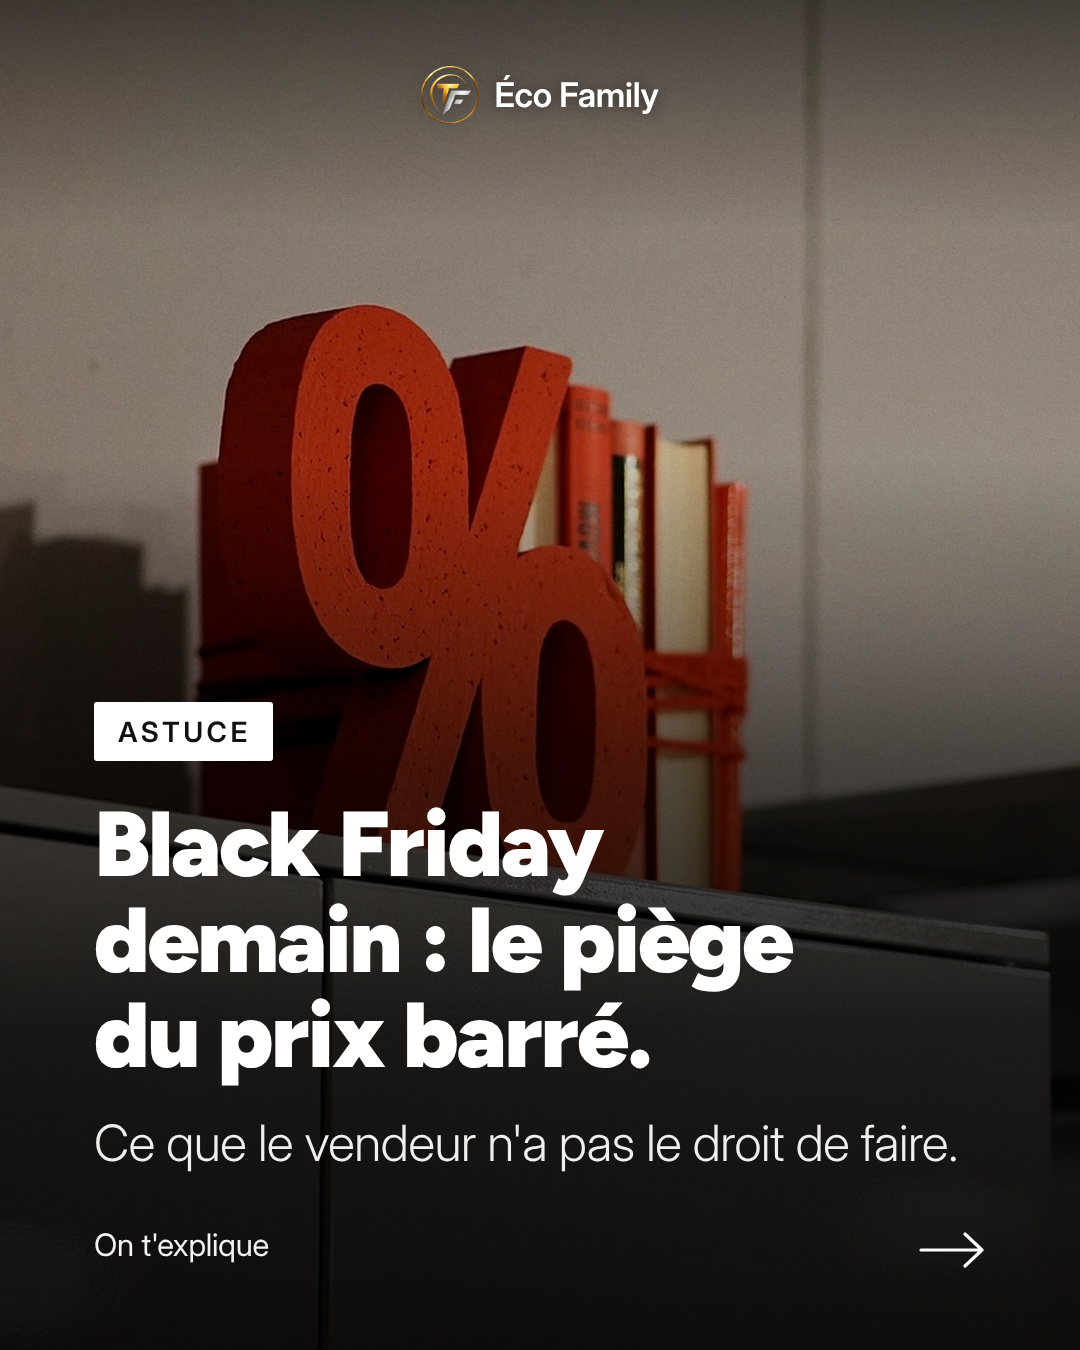 Éco Family
ASTUCE
Black Friday
demain : le piège
du prix barré.
Ce que le vendeur n'a pas le droit de faire.
On t'explique